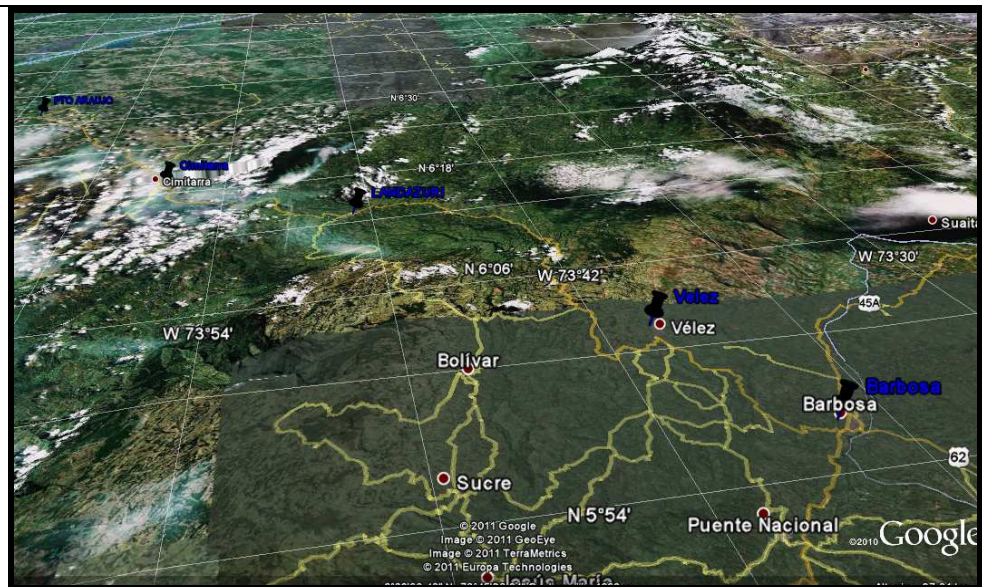 N 6°30'
PTO ARAUJO
Cimitarra
Cimitarra
N 6°18'
LANDAZURI
Suaita
W 73°30'
N 6°06'
W 73°42'
Velez
45A
Vélez
W 73°54'
Bolívar
Barbosa
Barbosa
62
Sucre
N 5°54'
Puente Nacional
© 2011 Google
Image © 2011 GeoEye
Image © 2011 TerraMetrics
© 2011 Europa Technologies
©2010 Google
Jesús María